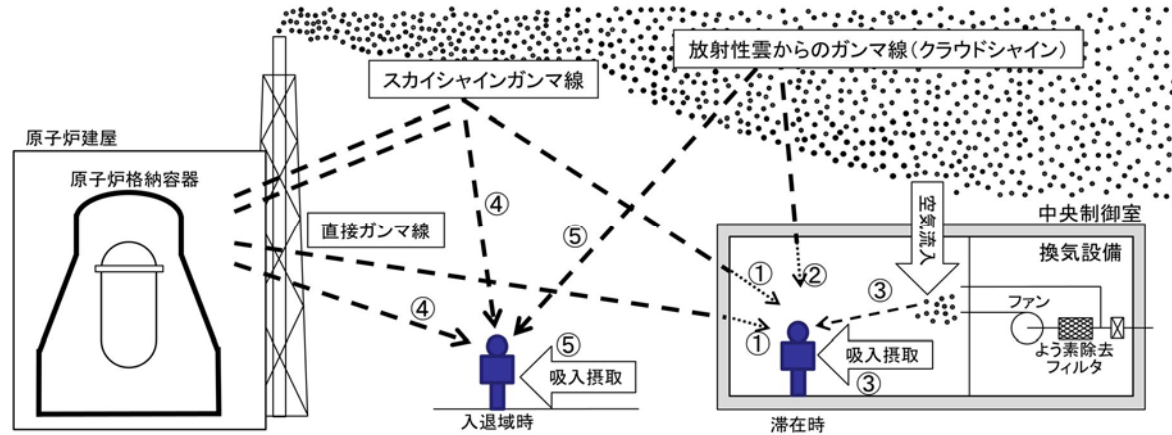 放射性雲からのガンマ線(クラウドシャイン)
スカイシャインガンマ線
原子炉建屋
原子炉格納容器
直接ガンマ線
④
⑤
④
中央制御室
換気設備
空気流入
①
②
③
ファン
よう素除去
フィルタ
①
⑤
吸入摂取
吸入摂取
③
入退域時
滞在時